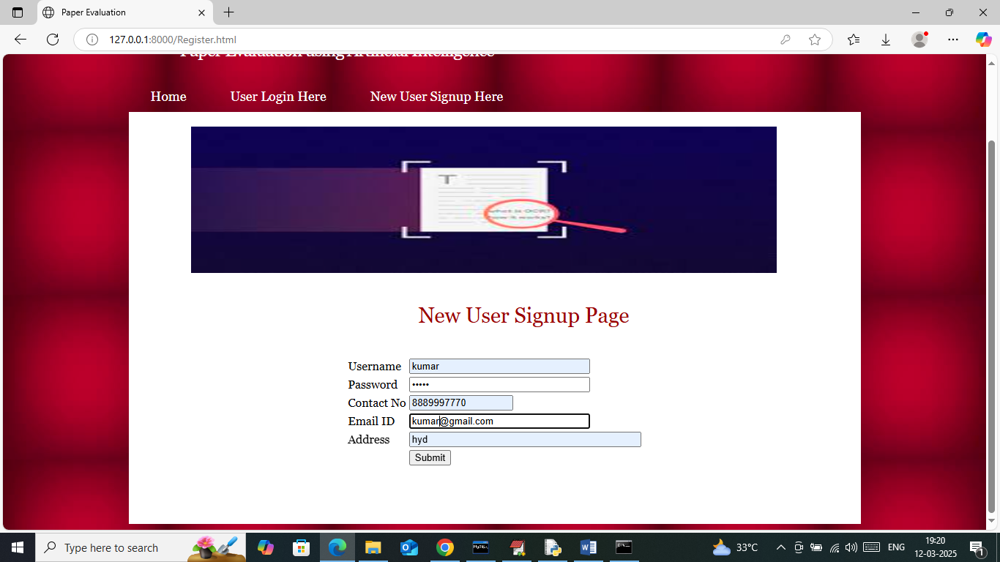 Paper Evaluation
127.0.0.1:8000/Register.html
Paper Evaluation using Artificial Intelligence
Home User Login Here New User Signup Here
T
what is OCR?
how it works?
New User Signup Page
Username kumar
Password •••••
Contact No 8889997770
Email ID kumar@gmail.com
Address hyd
Submit
Type here to search
MySQL
33°C
ENG
19:20
12-03-2025
1